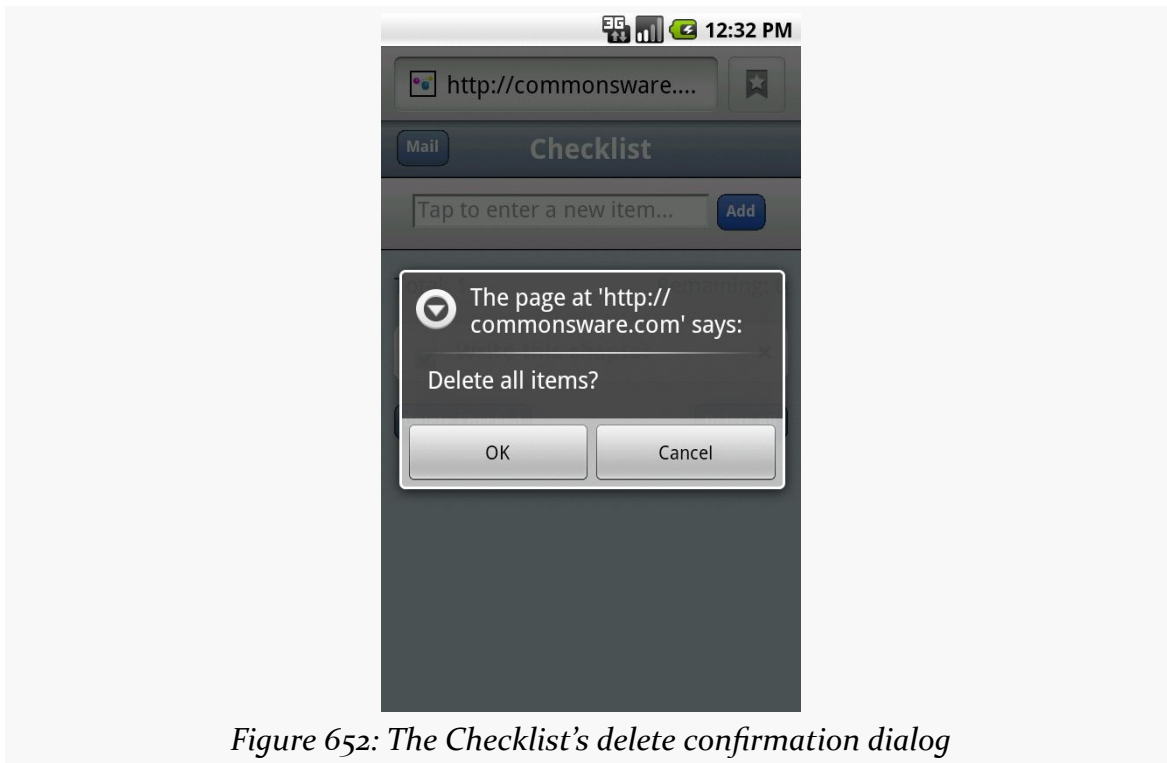 3G
12:32 PM
http://commonsware....
Mail
Checklist
Tap to enter a new item...
Add
The page at 'http://
commonsware.com' says:
Delete all items?
OK
Cancel
Figure 652: The Checklist’s delete confirmation dialog